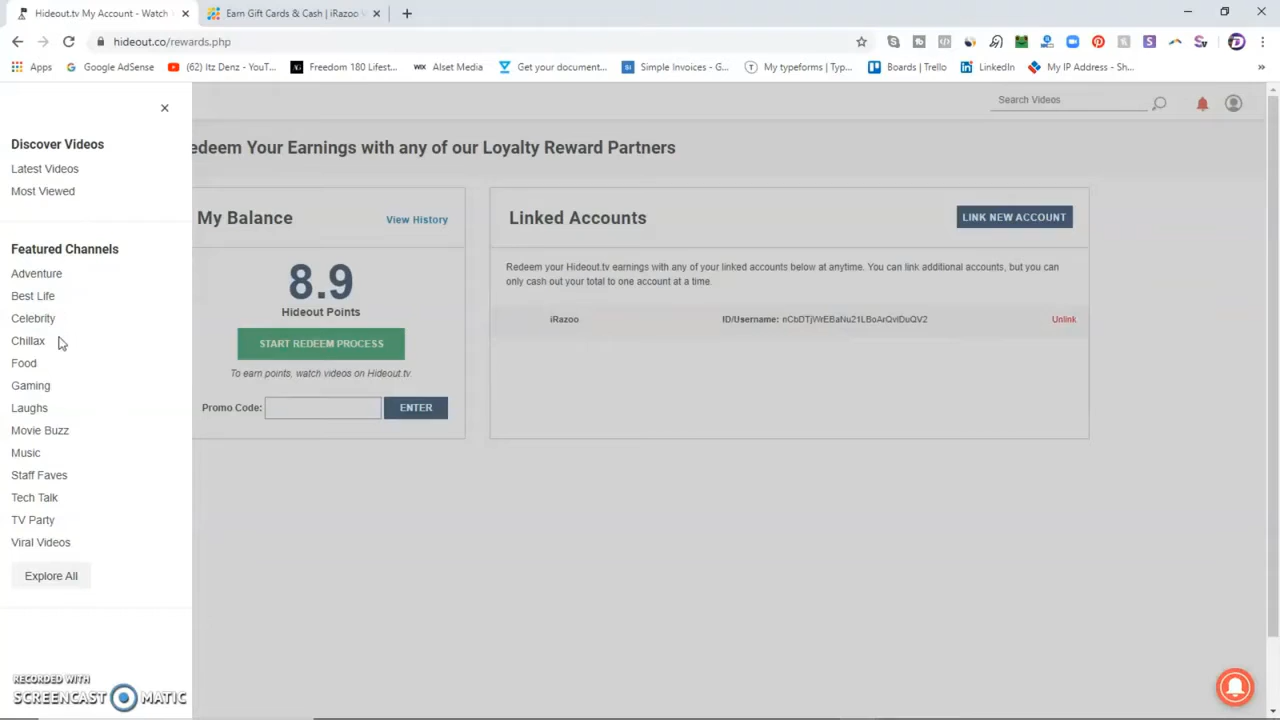 Hideout.tv My Account - Watch
Earn Gift Cards & Cash | iRazoo
hideout.co/rewards.php
Apps
Google AdSense
(62) Itz Denz - YouT...
Freedom 180 Lifest...
Alset Media
Get your document...
Simple Invoices - G...
My typeforms | Typ...
Boards | Trello
LinkedIn
My IP Address - Sh...
Search Videos
Discover Videos
Latest Videos
Most Viewed
Featured Channels
Adventure
Best Life
Celebrity
Chillax
Food
Gaming
Laughs
Movie Buzz
Music
Staff Faves
Tech Talk
TV Party
Viral Videos
Explore All
edeem Your Earnings with any of our Loyalty Reward Partners
My Balance
View History
8.9
Hideout Points
START REDEEM PROCESS
To earn points, watch videos on Hideout.tv.
Promo Code:
ENTER
Linked Accounts
LINK NEW ACCOUNT
Redeem your Hideout.tv earnings with any of your linked accounts below at anytime. You can link additional accounts, but you can
only cash out your total to one account at a time.
iRazoo
ID/Username: nCbDTjWrEBaNu21LBoArQvIDuQV2
Unlink
RECORDED WITH
SCREENCAST MATIC